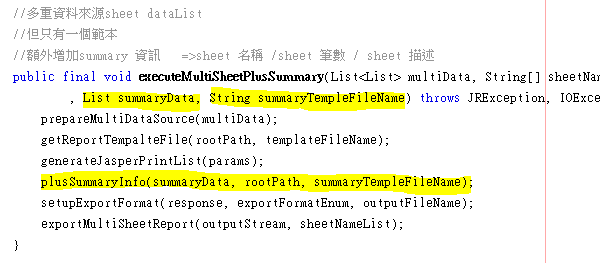 //多重資料來源sheet dataList
//但只有一個範本
//額外增加summary 資訊   =>sheet 名稱 /sheet 筆數 / sheet 描述
public final void executeMultiSheetPlusSummary(List<List> multiData, String[] sheetNam
, List summaryData, String summaryTempleFileName) throws JRException, IOExce
prepareMultiDataSource(multiData);
getReportTempalteFile(rootPath, templateFileName);
generateJasperPrintList(params);
plusSummaryInfo(summaryData, rootPath, summaryTempleFileName);
setupExportFormat(response, exportFormatEnum, outputFileName);
exportMultiSheetReport(outputStream, sheetNameList);
}